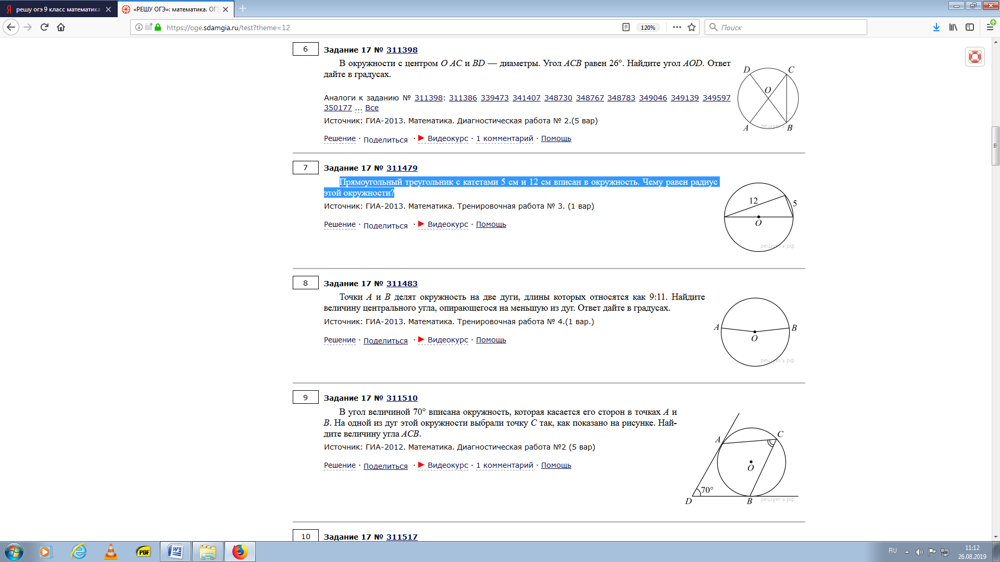 решу огэ 9 класс математика
«РЕШУ ОГЭ»: математика. ОГЭ
https://oge.sdamgia.ru/test?theme=12
120%
Поиск
6
Задание 17 № 311398
В окружности с центром O AC и BD — диаметры. Угол ACB равен 26°. Найдите угол AOD. Ответ
дайте в градусах.
Аналоги к заданию № 311398: 311386 339473 341407 348730 348767 348783 349046 349139 349597
350177 ... Все
Источник: ГИА-2013. Математика. Диагностическая работа № 2.(5 вар)
Решение · Поделиться · Видеокурс · 1 комментарий · Помощь
D
C
O
A
B
решуегэ.рф
7
Задание 17 № 311479
Прямоугольный треугольник с катетами 5 см и 12 см вписан в окружность. Чему равен радиус
этой окружности?
Источник: ГИА-2013. Математика. Тренировочная работа № 3. (1 вар)
Решение · Поделиться · Видеокурс · Помощь
12
5
O
решуегэ.рф
8
Задание 17 № 311483
Точки A и B делят окружность на две дуги, длины которых относятся как 9:11. Найдите
величину центрального угла, опирающегося на меньшую из дуг. Ответ дайте в градусах.
Источник: ГИА-2013. Математика. Тренировочная работа № 4.(1 вар.)
Решение · Поделиться · Видеокурс · Помощь
A
B
O
решуегэ.рф
9
Задание 17 № 311510
В угол величиной 70° вписана окружность, которая касается его сторон в точках A и
B. На одной из дуг этой окружности выбрали точку C так, как показано на рисунке. Най-
дите величину угла ACB.
Источник: ГИА-2012. Математика. Диагностическая работа №2 (5 вар)
Решение · Поделиться · Видеокурс · 1 комментарий · Помощь
A
C
O
70°
D
B
решуегэ.рф
10
Задание 17 № 311517
PDF
RU
11:12
26.08.2019